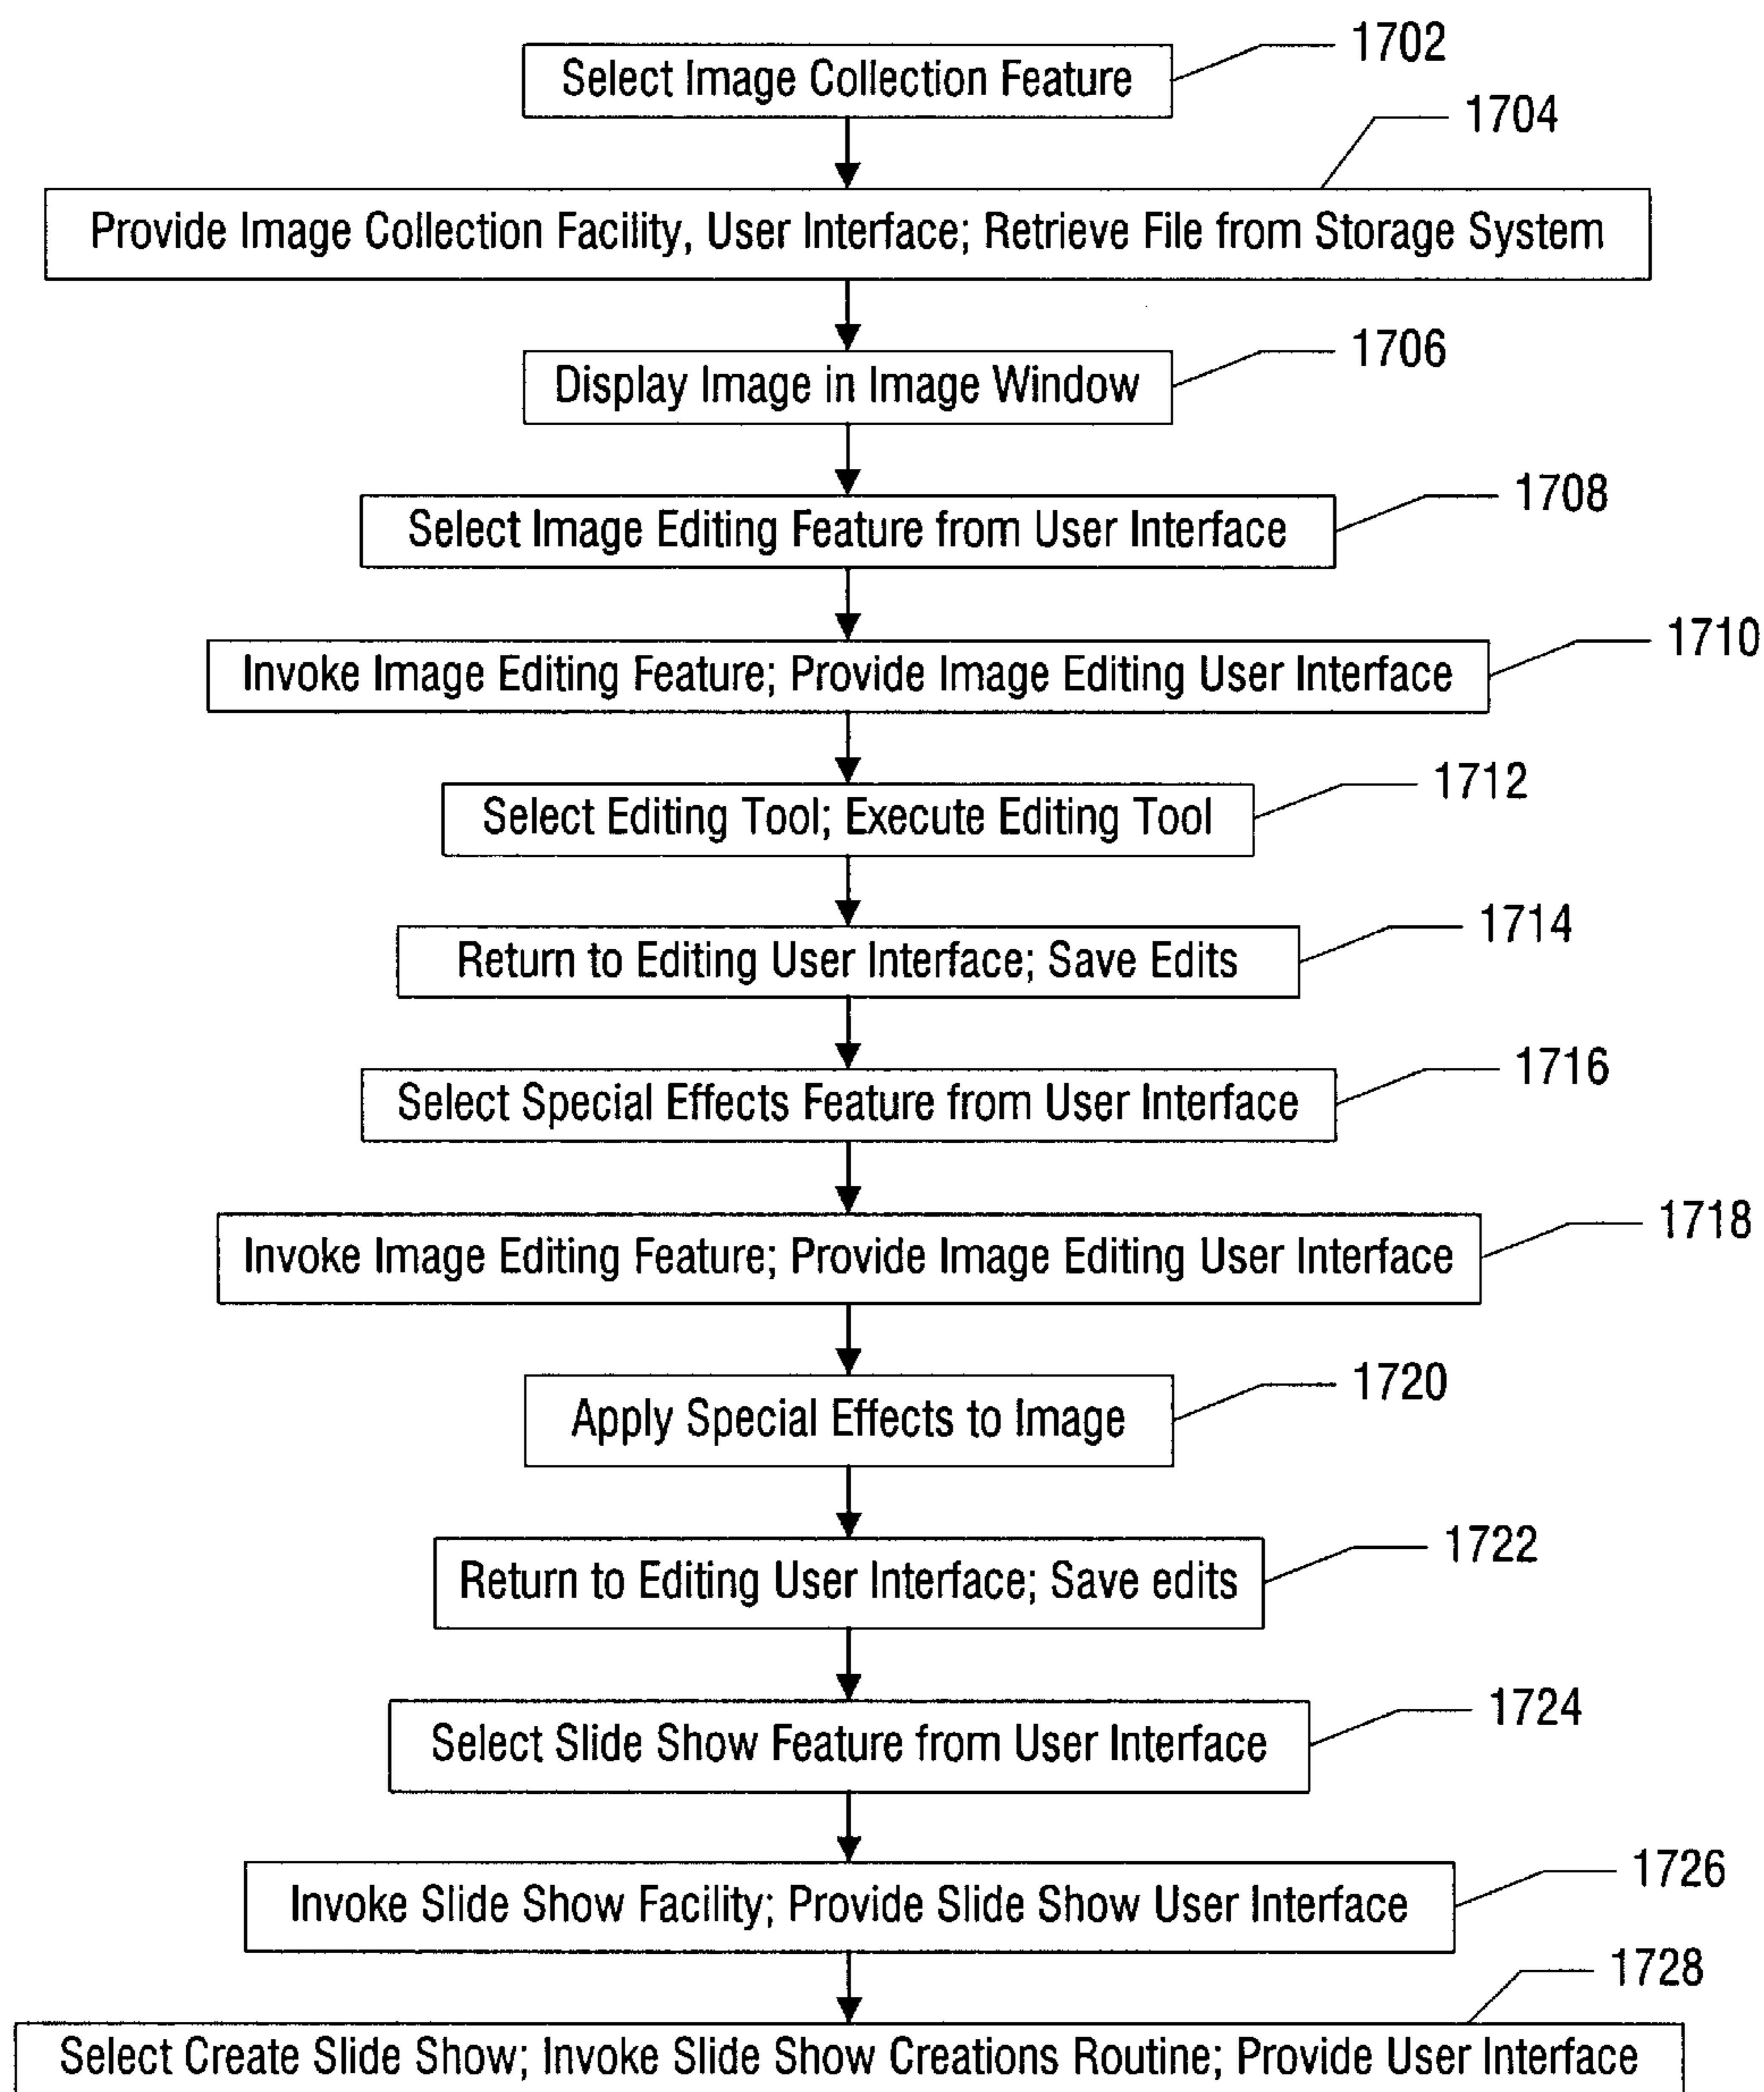 1702
Select Image Collection Feature
1704
Provide Image Collection Facility, User Interface; Retrieve File from Storage System
1706
Display Image in Image Window
1708
Select Image Editing Feature from User Interface
1710
Invoke Image Editing Feature; Provide Image Editing User Interface
1712
Select Editing Tool; Execute Editing Tool
1714
Return to Editing User Interface; Save Edits
1716
Select Special Effects Feature from User Interface
1718
Invoke Image Editing Feature; Provide Image Editing User Interface
1720
Apply Special Effects to Image
1722
Return to Editing User Interface; Save edits
1724
Select Slide Show Feature from User Interface
1726
Invoke Slide Show Facility; Provide Slide Show User Interface
1728
Select Create Slide Show; Invoke Slide Show Creations Routine; Provide User Interface